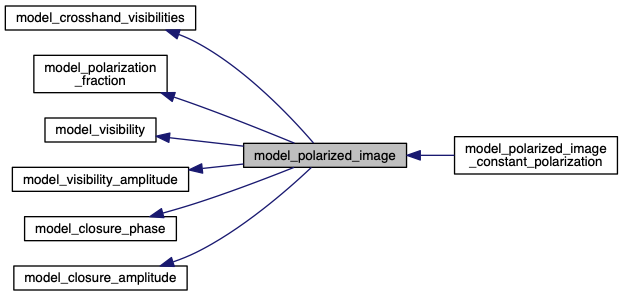 model_crosshand_visibilities
model_polarization
_fraction
model_visibility
model_polarized_image
model_polarized_image
_constant_polarization
model_visibility_amplitude
model_closure_phase
model_closure_amplitude